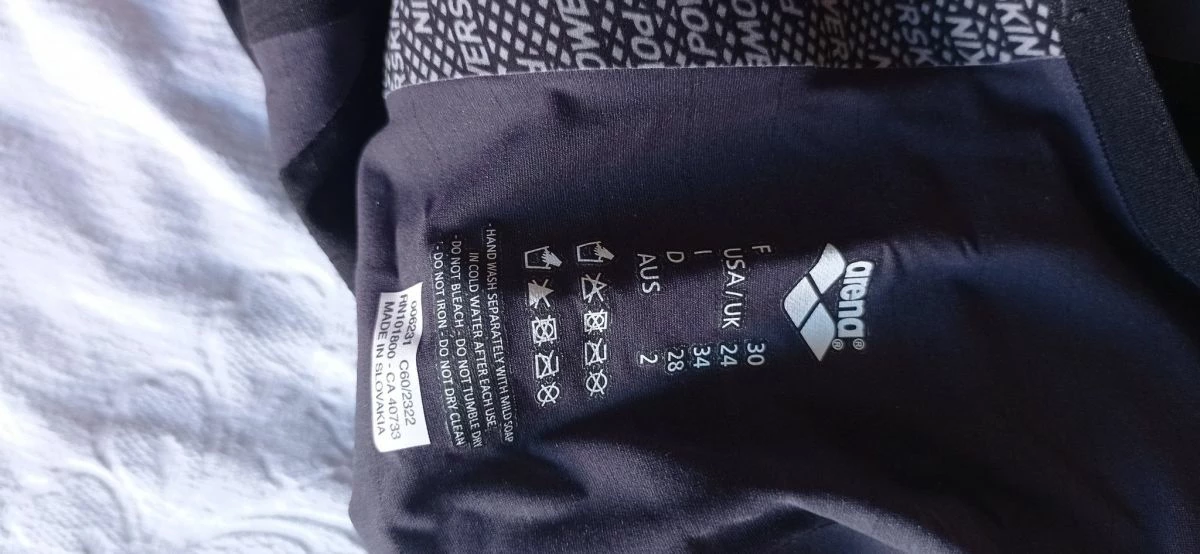 POWERSKIN
arena®
®
F 30
USA/UK 24
I 34
D 28
AUS 2
- HAND WASH SEPARATELY WITH MILD SOAP
IN COLD WATER AFTER EACH USE
- DO NOT BLEACH - DO NOT TUMBLE DRY
- DO NOT IRON - DO NOT DRY CLEAN
006231 C60/2322
RN101800 - CA 40733
MADE IN SLOVAKIA